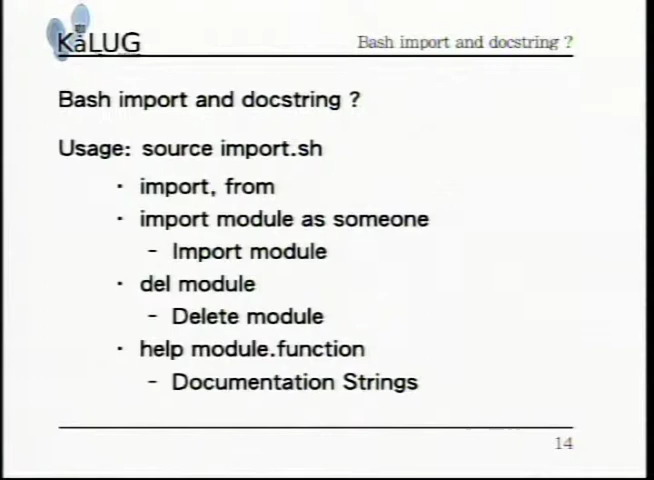 KaLUG
Bash import and docstring ?
Bash import and docstring ?
Usage: source import.sh
· import, from
· import module as someone
- Import module
· del module
- Delete module
· help module.function
- Documentation Strings
14